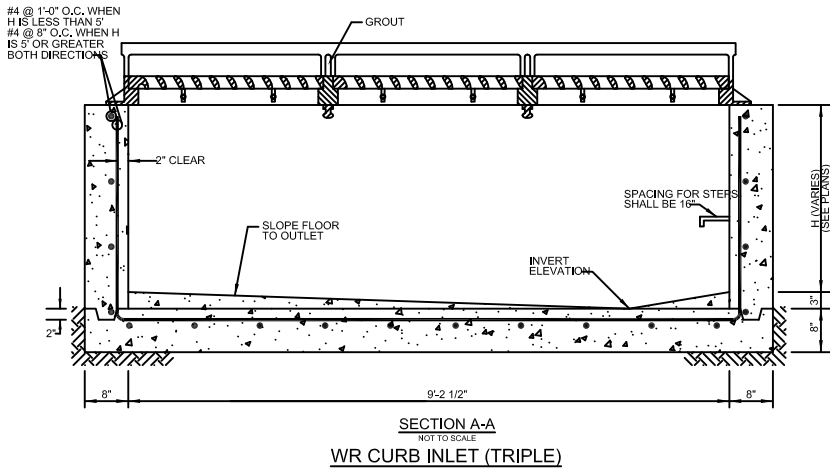 #4 @ 1'-0" O.C. WHEN
H IS LESS THAN 5'
#4 @ 8" O.C. WHEN H
IS 5' OR GREATER
BOTH DIRECTIONS
GROUT
2" CLEAR
SPACING FOR STEPS
SHALL BE 16"
H (VARIES)
(SEE PLANS)
SLOPE FLOOR
TO OUTLET
INVERT
ELEVATION
3"
2"
8"
8"
9'-2 1/2"
8"
SECTION A-A
NOT TO SCALE
WR CURB INLET (TRIPLE)